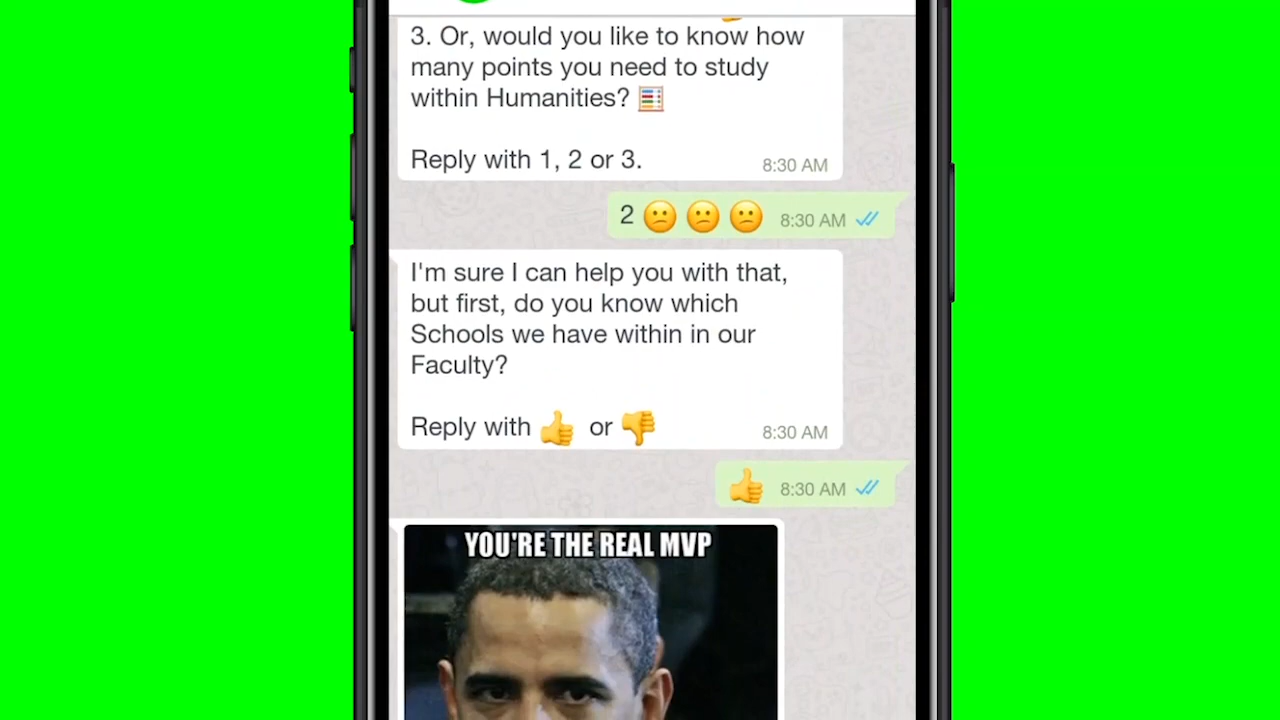 3. Or, would you like to know how
many points you need to study
within Humanities? 🧮
Reply with 1, 2 or 3.
8:30 AM
2 😕 😕 😕 8:30 AM
I'm sure I can help you with that,
but first, do you know which
Schools we have within in our
Faculty?
Reply with 👍 or 👎
8:30 AM
👍 8:30 AM
YOU'RE THE REAL MVP